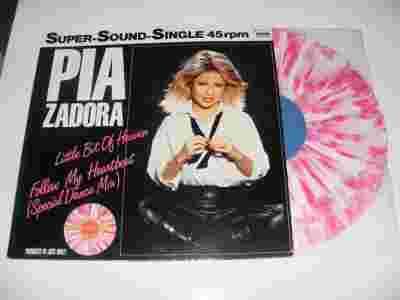 SUPER-SOUND-SINGLE 45rpm
PIA
ZADORA
Little Bit Of Heaven
Follow My Heartbeat
(Special Dance Mix)